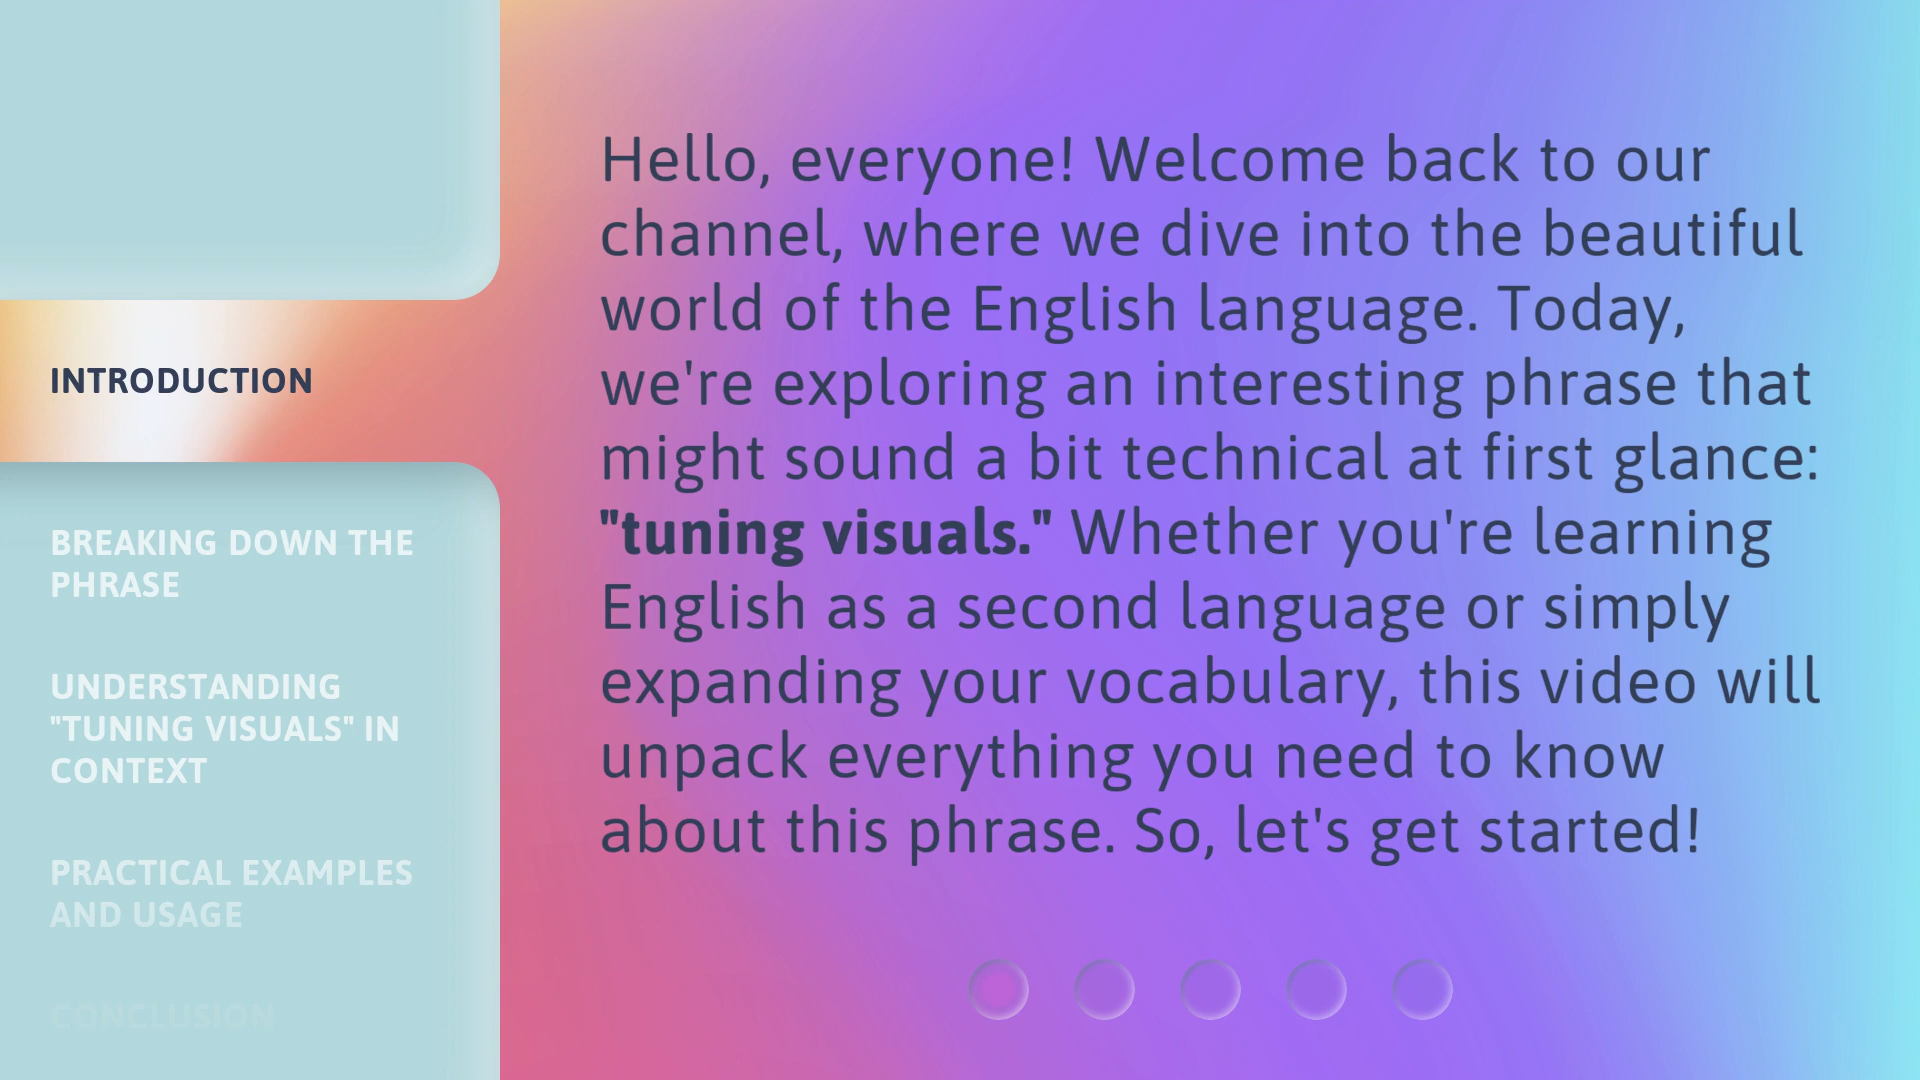 INTRODUCTION
BREAKING DOWN THE
PHRASE
UNDERSTANDING
"TUNING VISUALS" IN
CONTEXT
PRACTICAL EXAMPLES
AND USAGE
CONCLUSION
Hello, everyone! Welcome back to our
channel, where we dive into the beautiful
world of the English language. Today,
we're exploring an interesting phrase that
might sound a bit technical at first glance:
"tuning visuals." Whether you're learning
English as a second language or simply
expanding your vocabulary, this video will
unpack everything you need to know
about this phrase. So, let's get started!